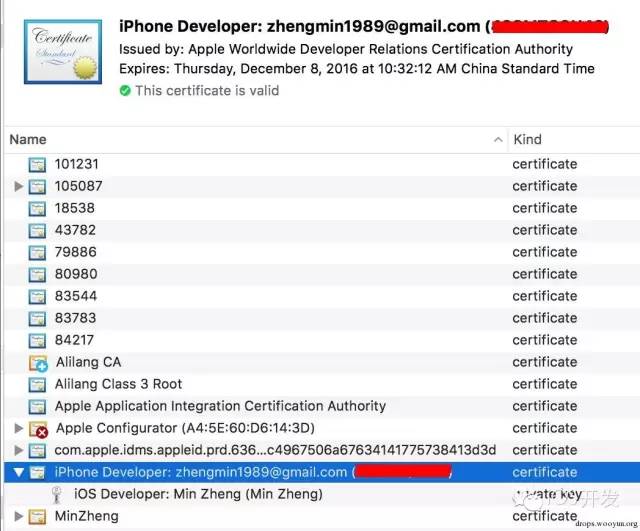 Certificate
Standard
iPhone Developer: zhengmin1989@gmail.com (
Issued by: Apple Worldwide Developer Relations Certification Authority
Expires: Thursday, December 8, 2016 at 10:32:12 AM China Standard Time
This certificate is valid
Name Kind
101231 certificate
105087 certificate
18538 certificate
43782 certificate
79886 certificate
80980 certificate
83544 certificate
83783 certificate
84217 certificate
Alilang CA certificate
Alilang Class 3 Root certificate
Apple Application Integration Certification Authority certificate
Apple Configurator (A4:5E:60:D6:14:3D) certificate
com.apple.idms.appleid.prd.636...c4967506a67634141775738413d3d certificate
iPhone Developer: zhengmin1989@gmail.com ( ) certificate
iOS Developer: Min Zheng (Min Zheng) private key
MinZheng certificate
iOS开发
drops.wooyun.org